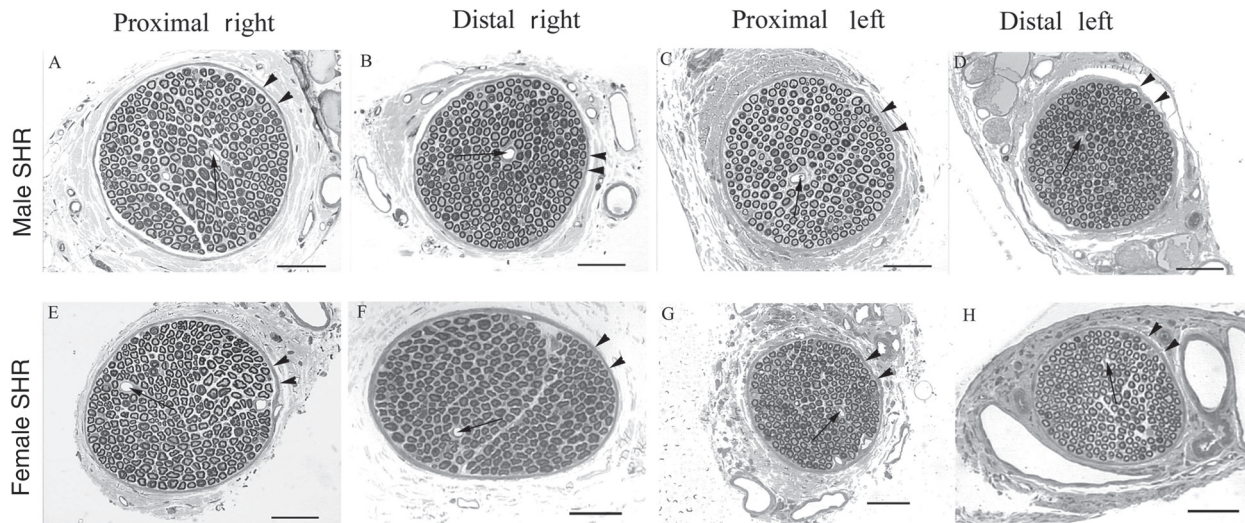 Proximal right
Distal right
Proximal left
Distal left
Male SHR
A
B
C
D
Female SHR
E
F
G
H